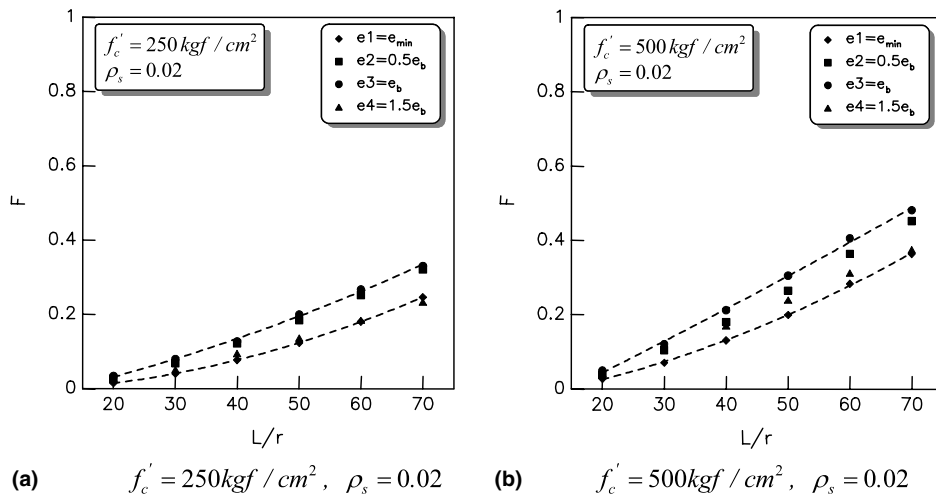 f'c = 250 kgf / cm²
ρs = 0.02
e1=emin
e2=0.5eb
e3=eb
e4=1.5eb
1
0.8
0.6
0.4
0.2
0
F
20 30 40 50 60 70
L/r
f'c = 500 kgf / cm²
ρs = 0.02
e1=emin
e2=0.5eb
e3=eb
e4=1.5eb
1
0.8
0.6
0.4
0.2
0
F
20 30 40 50 60 70
L/r
(a) f'c = 250kgf / cm² , ρs = 0.02
(b) f'c = 500kgf / cm² , ρs = 0.02